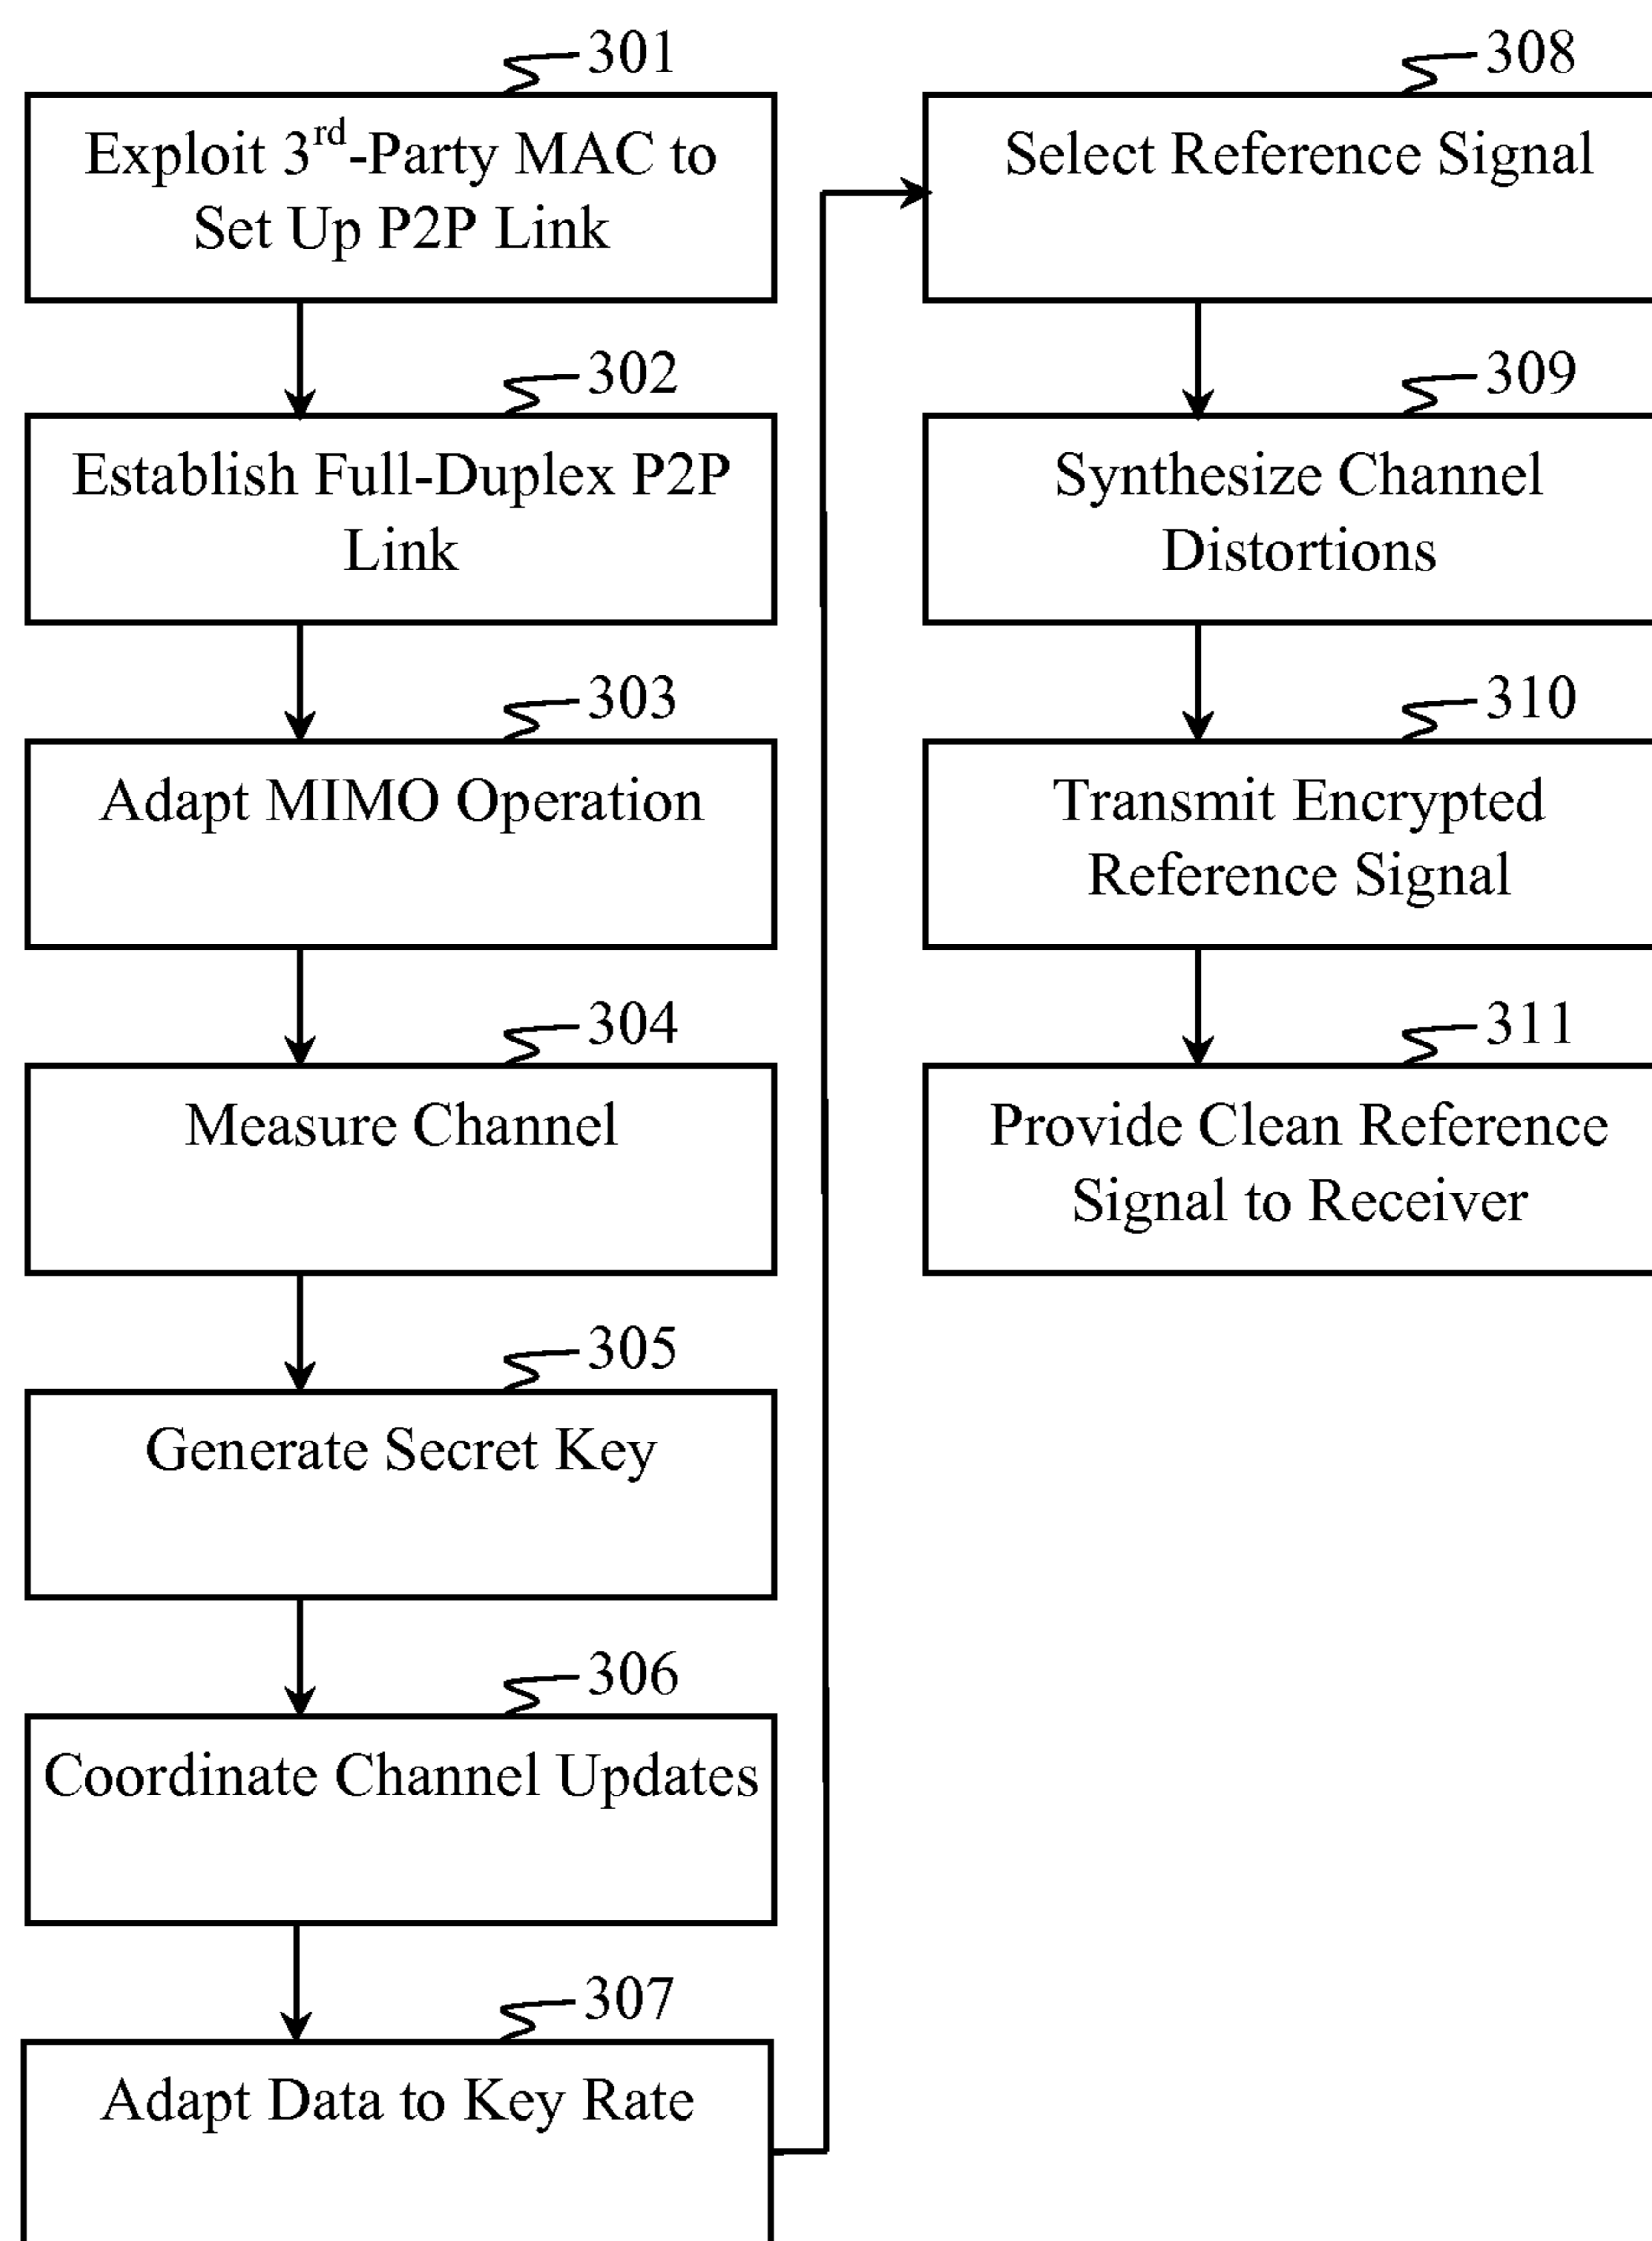 301
Exploit 3rd-Party MAC to
Set Up P2P Link
302
Establish Full-Duplex P2P
Link
303
Adapt MIMO Operation
304
Measure Channel
305
Generate Secret Key
306
Coordinate Channel Updates
307
Adapt Data to Key Rate
308
Select Reference Signal
309
Synthesize Channel
Distortions
310
Transmit Encrypted
Reference Signal
311
Provide Clean Reference
Signal to Receiver